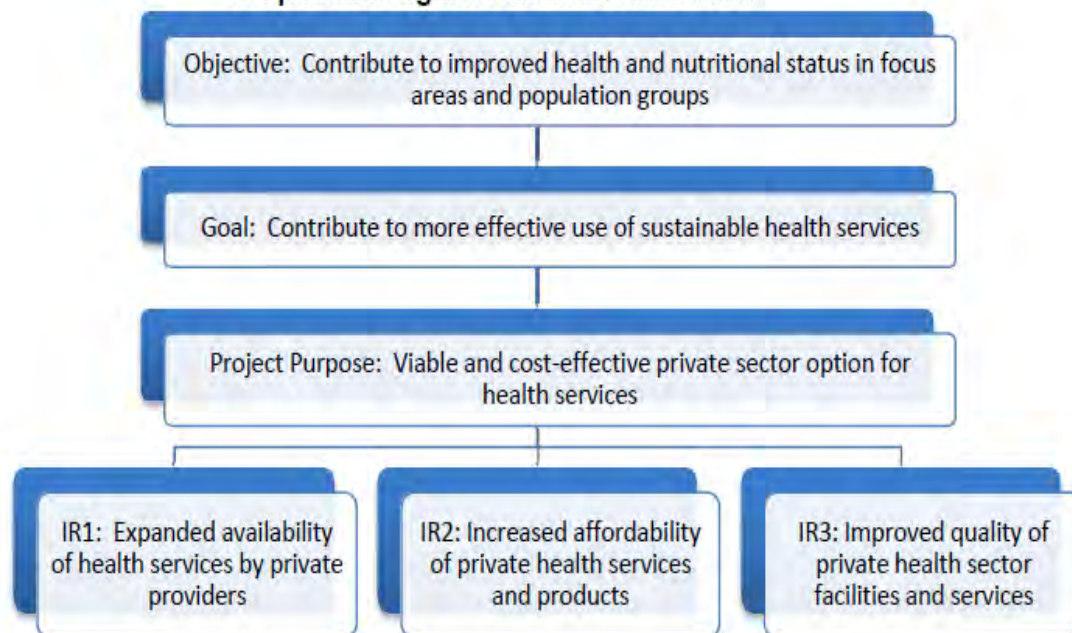 Objective: Contribute to improved health and nutritional status in focus
areas and population groups
Goal: Contribute to more effective use of sustainable health services
Project Purpose: Viable and cost-effective private sector option for
health services
IR1: Expanded availability
of health services by private
providers
IR2: Increased affordability
of private health services
and products
IR3: Improved quality of
private health sector
facilities and services